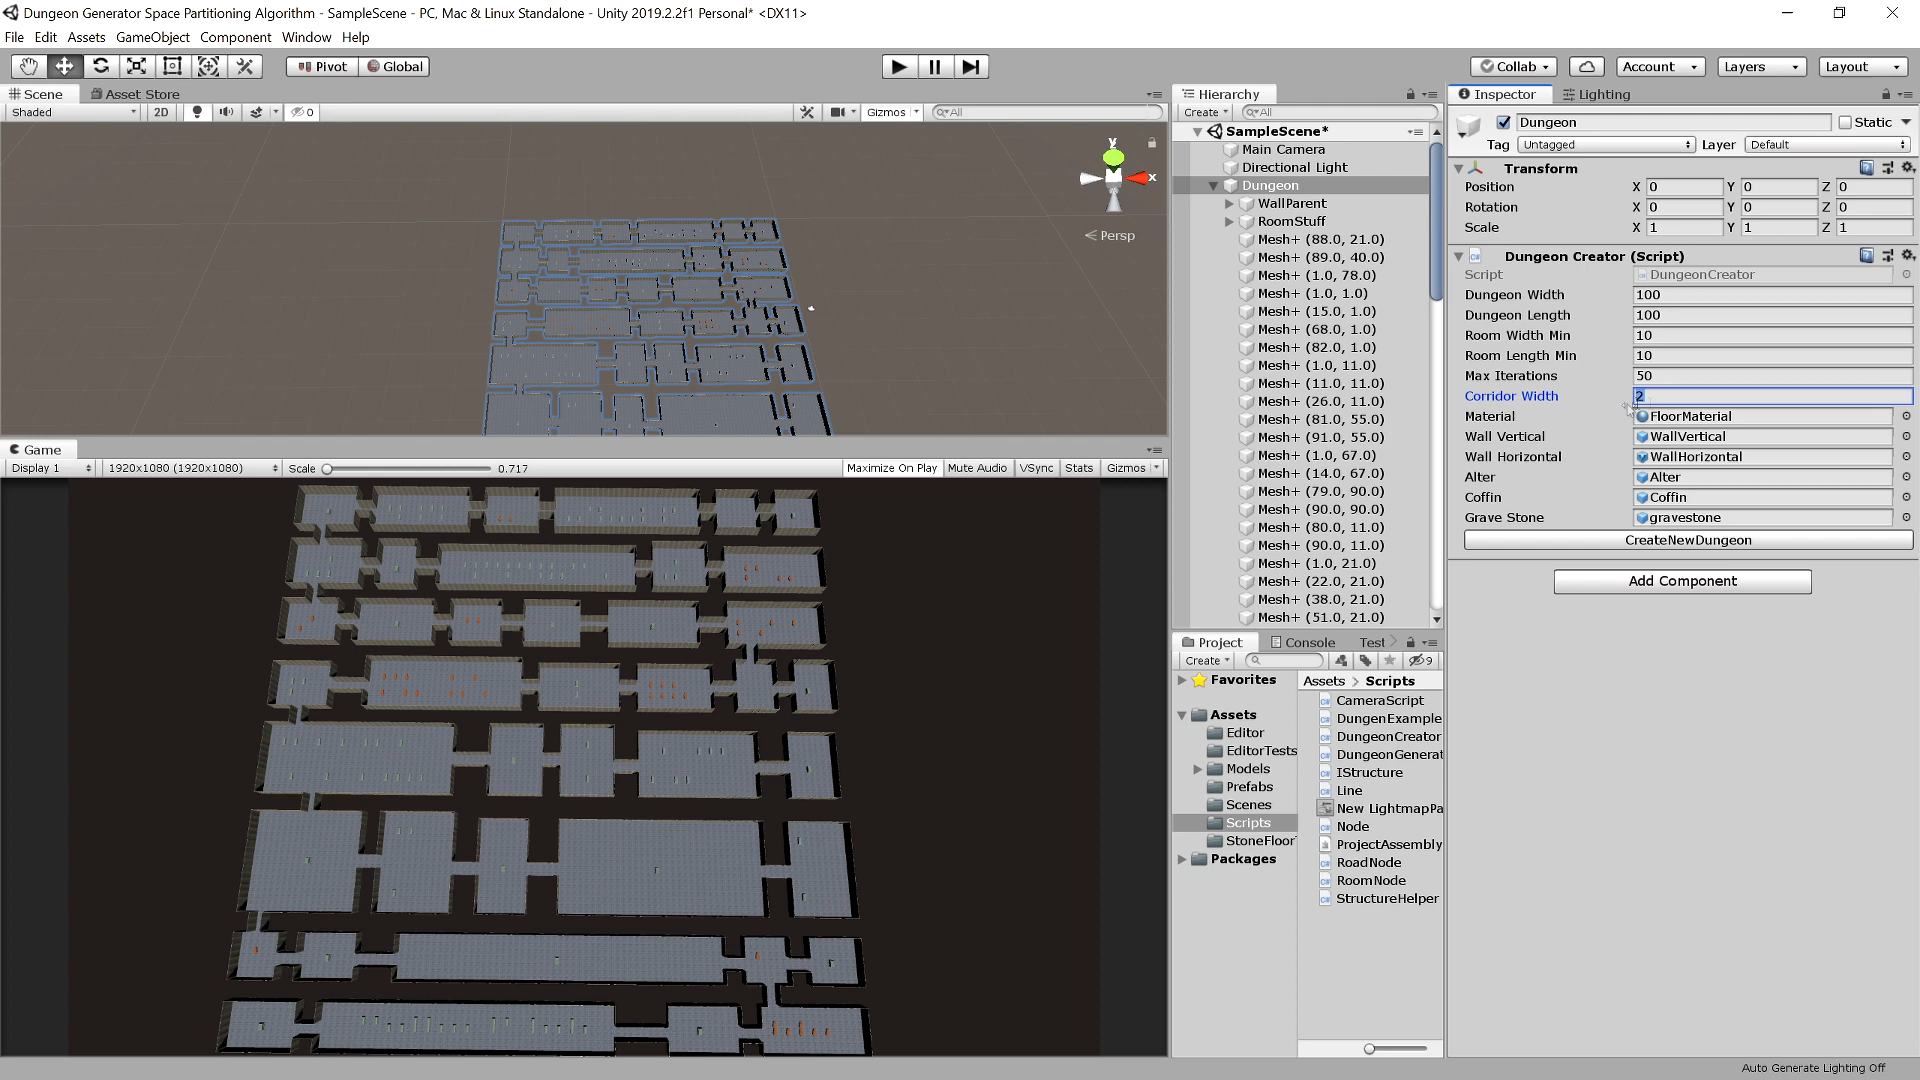 Dungeon Generator Space Partitioning Algorithm - SampleScene - PC, Mac & Linux Standalone - Unity 2019.2.2f1 Personal* <DX11>
File Edit Assets GameObject Component Window Help
Pivot Global Collab Account Layers Layout
Scene Asset Store
Shaded 2D 0 Gizmos All
y
x
Persp
Game
Display 1 1920x1080 (1920x1080) Scale 0.717 Maximize On Play Mute Audio VSync Stats Gizmos
Hierarchy
Create All
SampleScene*
Main Camera
Directional Light
Dungeon
WallParent
RoomStuff
Mesh+ (88.0, 21.0)
Mesh+ (89.0, 40.0)
Mesh+ (1.0, 78.0)
Mesh+ (1.0, 1.0)
Mesh+ (15.0, 1.0)
Mesh+ (68.0, 1.0)
Mesh+ (82.0, 1.0)
Mesh+ (1.0, 11.0)
Mesh+ (11.0, 11.0)
Mesh+ (26.0, 11.0)
Mesh+ (81.0, 55.0)
Mesh+ (91.0, 55.0)
Mesh+ (1.0, 67.0)
Mesh+ (14.0, 67.0)
Mesh+ (79.0, 90.0)
Mesh+ (90.0, 90.0)
Mesh+ (80.0, 11.0)
Mesh+ (90.0, 11.0)
Mesh+ (1.0, 21.0)
Mesh+ (22.0, 21.0)
Mesh+ (38.0, 21.0)
Mesh+ (51.0, 21.0)
Project Console Test
Create 9
Favorites
Assets
Editor
EditorTests
Models
Prefabs
Scenes
Scripts
StoneFloor
Packages
Assets > Scripts
CameraScript
DungenExample
DungeonCreator
DungeonGenerat
IStructure
Line
New LightmapPa
Node
ProjectAssembly
RoadNode
RoomNode
StructureHelper
Inspector Lighting
Dungeon Static
Tag Untagged Layer Default
Transform
Position X 0 Y 0 Z 0
Rotation X 0 Y 0 Z 0
Scale X 1 Y 1 Z 1
Dungeon Creator (Script)
Script DungeonCreator
Dungeon Width 100
Dungeon Length 100
Room Width Min 10
Room Length Min 10
Max Iterations 50
Corridor Width 2
Material FloorMaterial
Wall Vertical WallVertical
Wall Horizontal WallHorizontal
Alter Alter
Coffin Coffin
Grave Stone gravestone
CreateNewDungeon
Add Component
Auto Generate Lighting Off